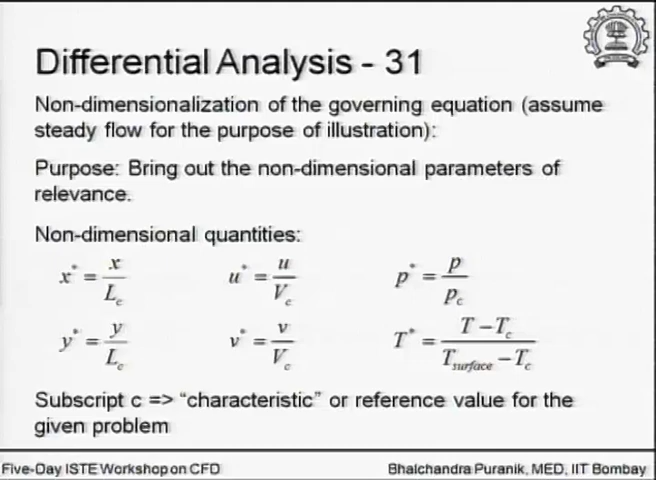 Differential Analysis - 31
Non-dimensionalization of the governing equation (assume
steady flow for the purpose of illustration):
Purpose: Bring out the non-dimensional parameters of
relevance.
Non-dimensional quantities:
x* = x / L_c    u* = u / V_c    p* = p / p_c
y* = y / L_c    v* = v / V_c    T* = (T – T_c) / (T_surface – T_c)
Subscript c => “characteristic” or reference value for the
given problem
Five-Day ISTE Workshop on CFD    Bhalchandra Puranik, MED, IIT Bombay